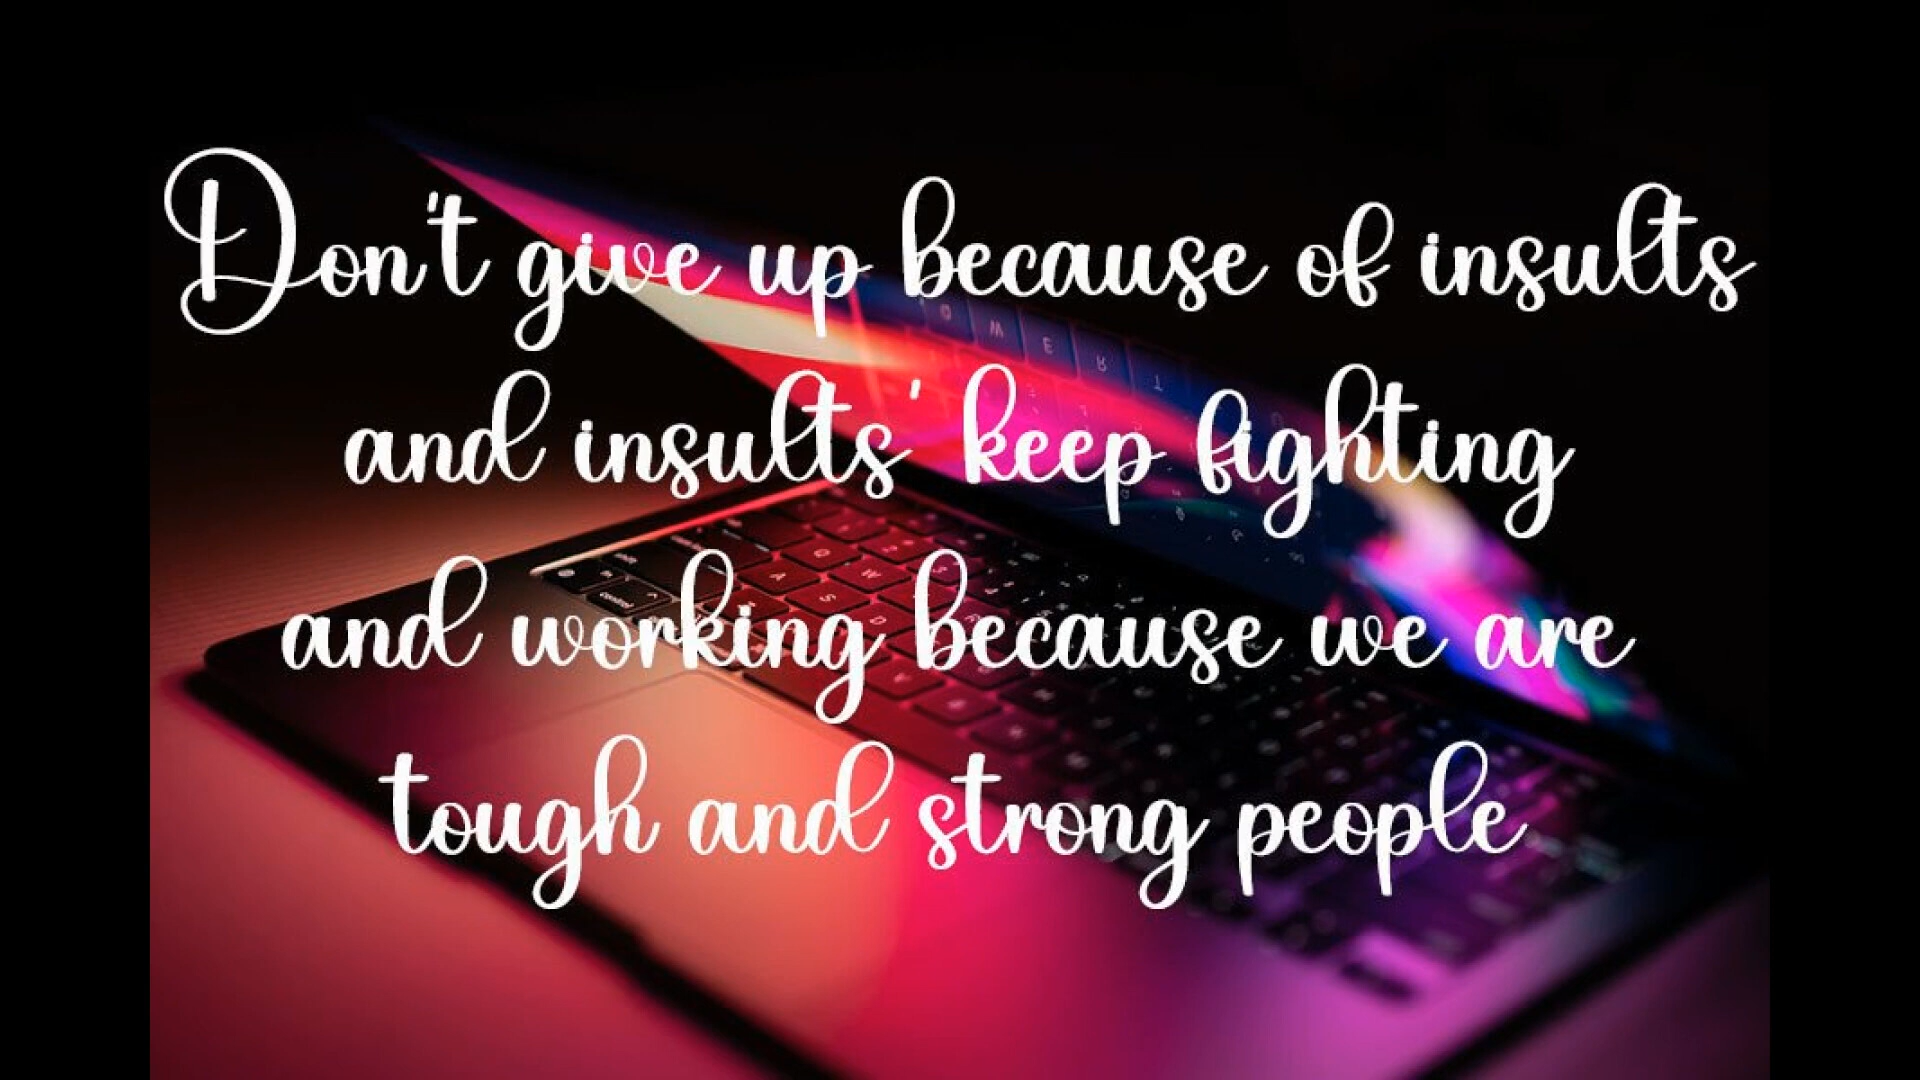 Don't give up because of insults
and insults' keep fighting
and working because we are
tough and strong people